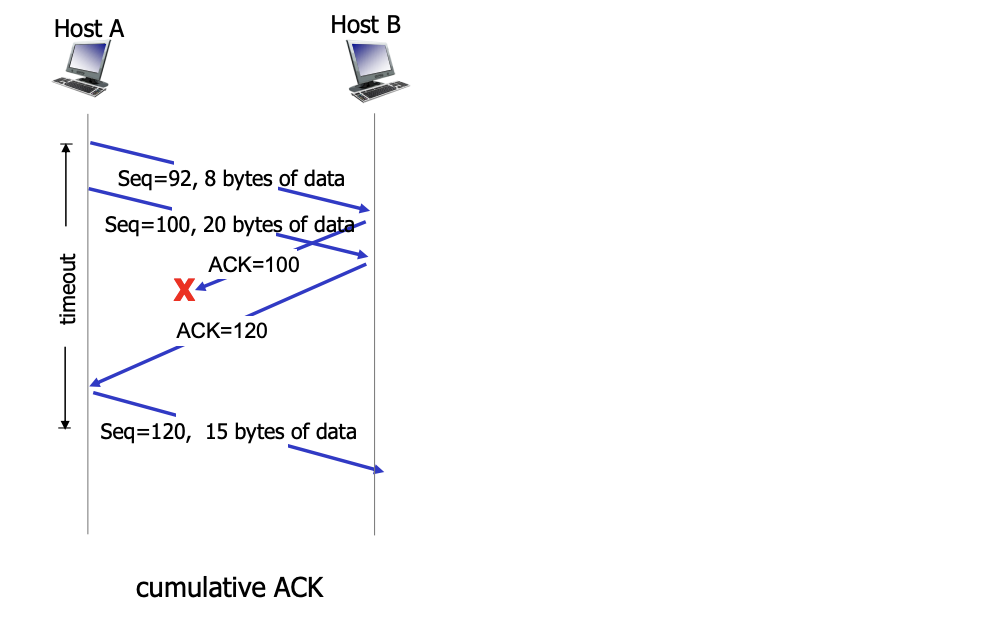 Host A
Host B
Seq=92, 8 bytes of data
Seq=100, 20 bytes of data
ACK=100
X
timeout
ACK=120
Seq=120, 15 bytes of data
cumulative ACK